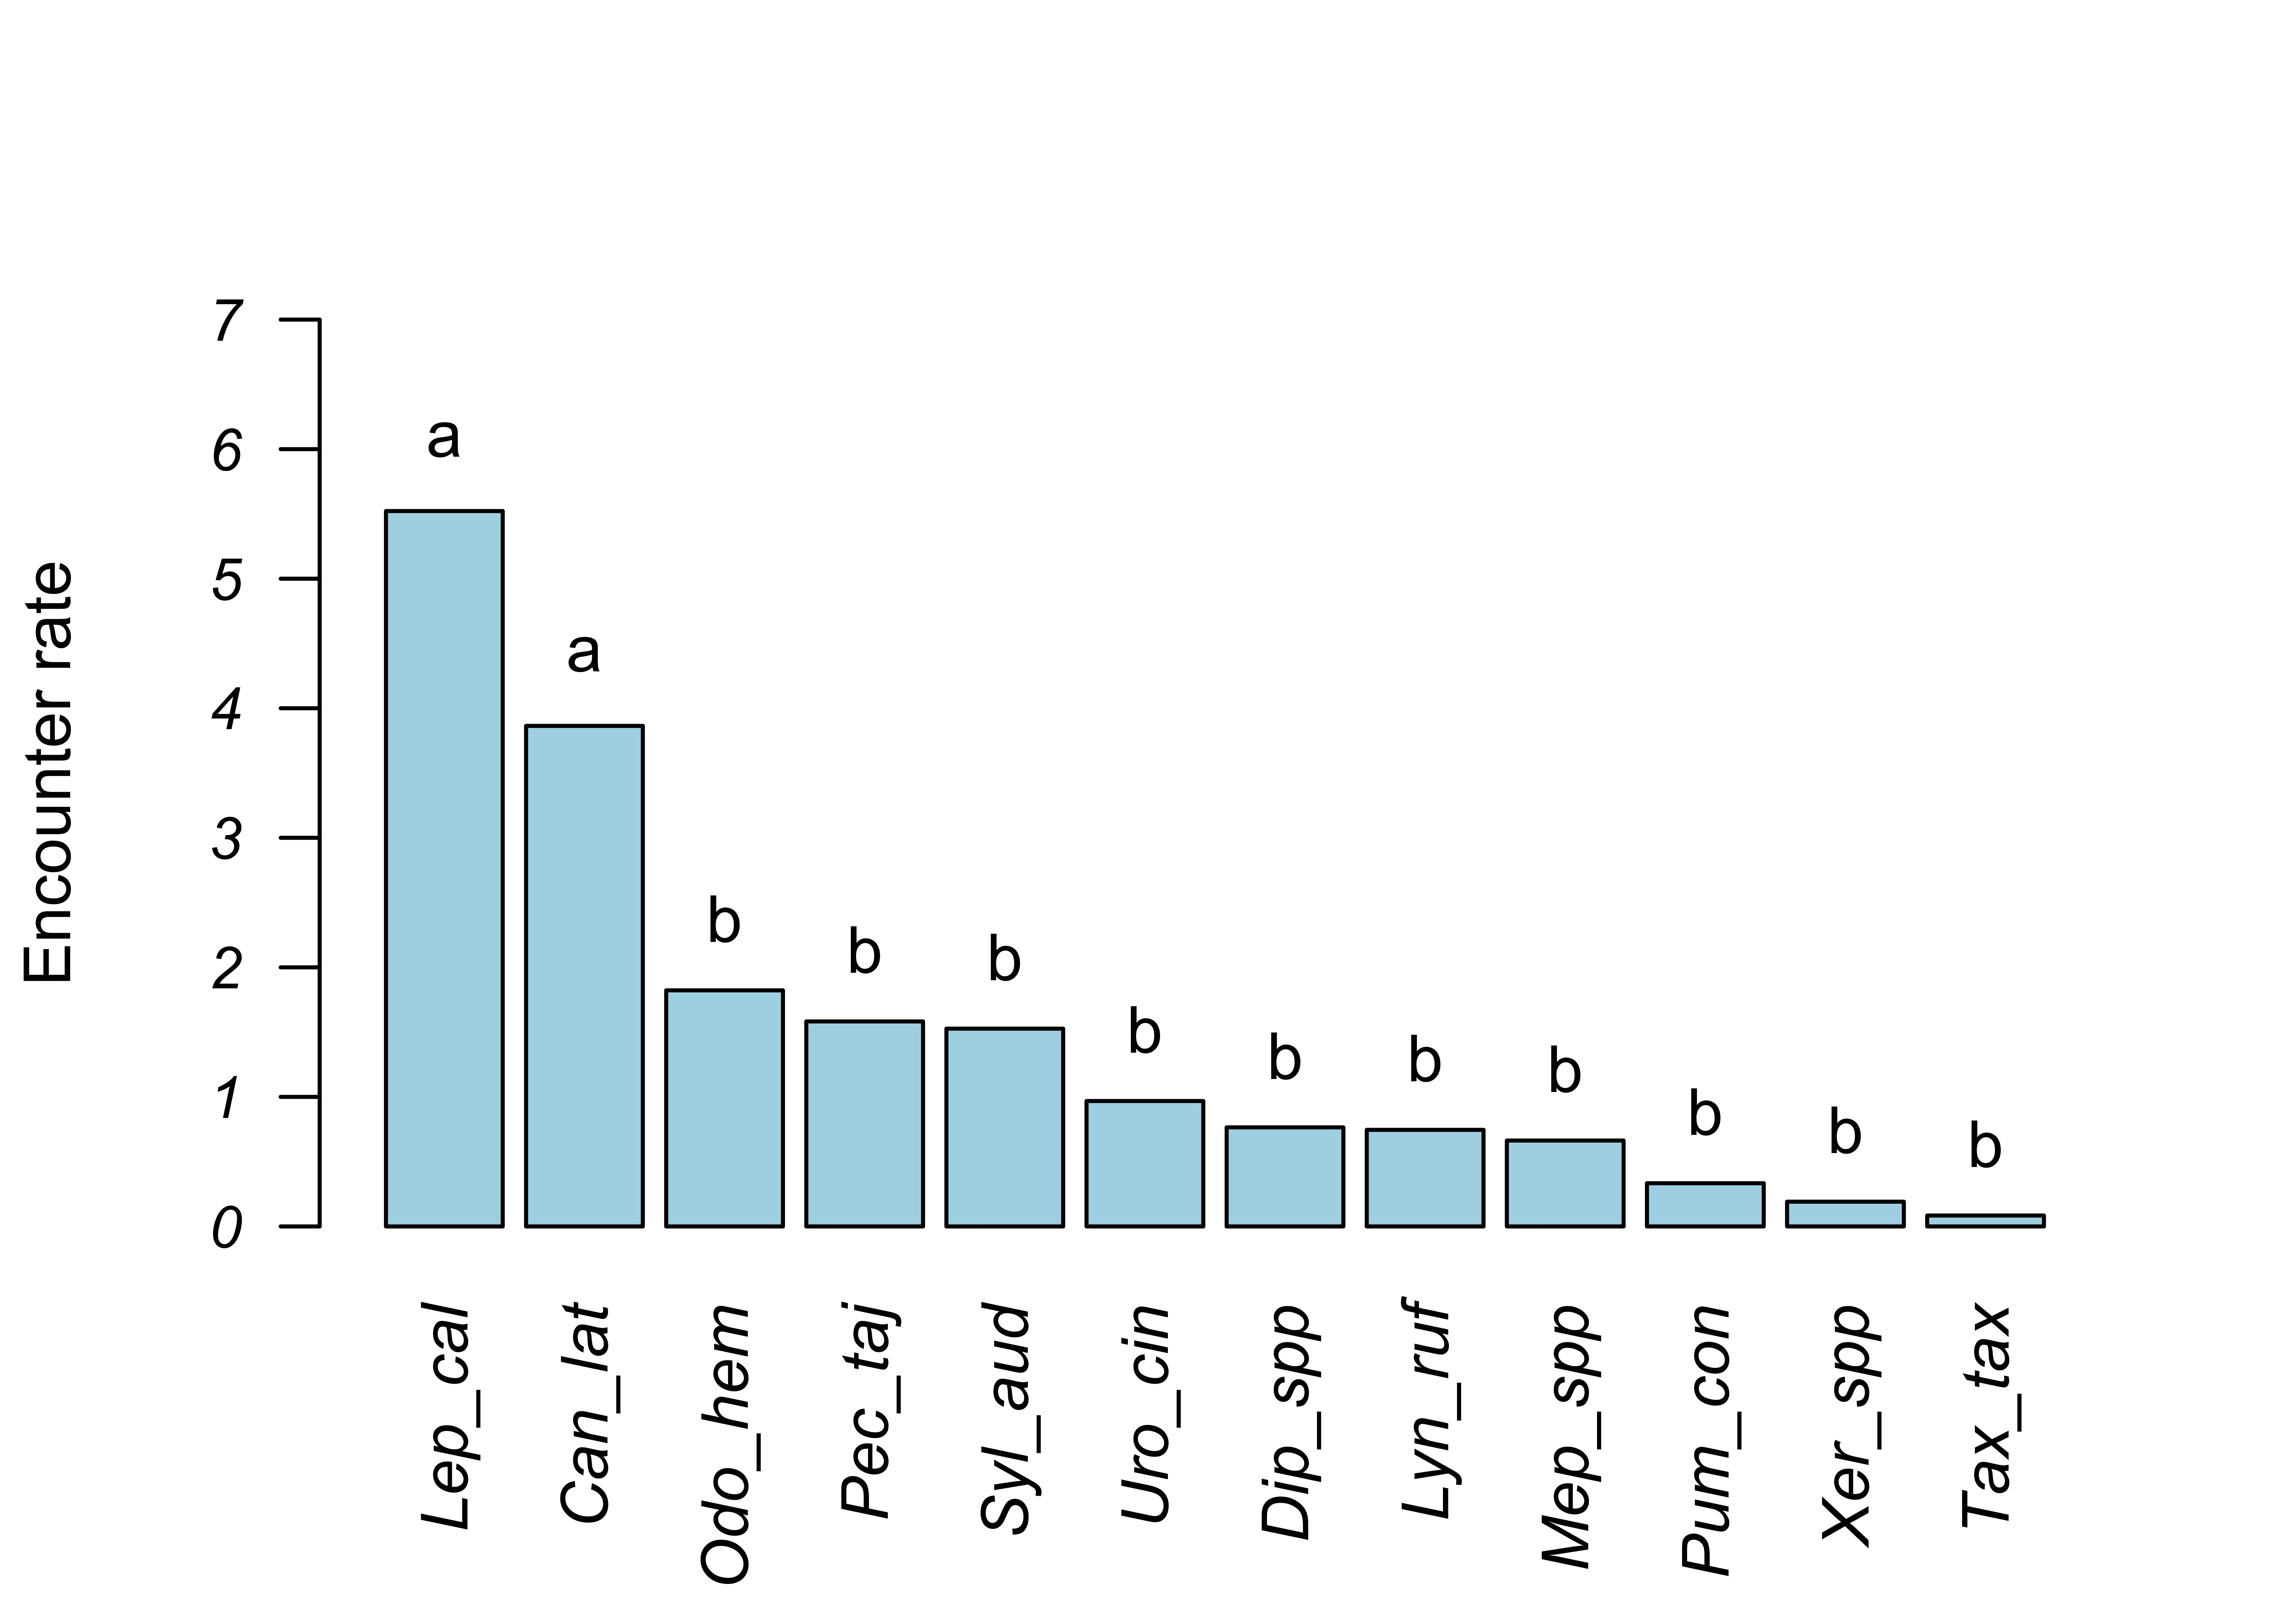 Encounter rate
7
6
5
4
3
2
1
0
a
a
b
b
b
b
b
b
b
b
b
b
Lep_cal
Can_lat
Odo_hem
Pec_taj
Syl_aud
Uro_cin
Dip_spp
Lyn_ruf
Mep_spp
Pum_con
Xer_spp
Tax_tax